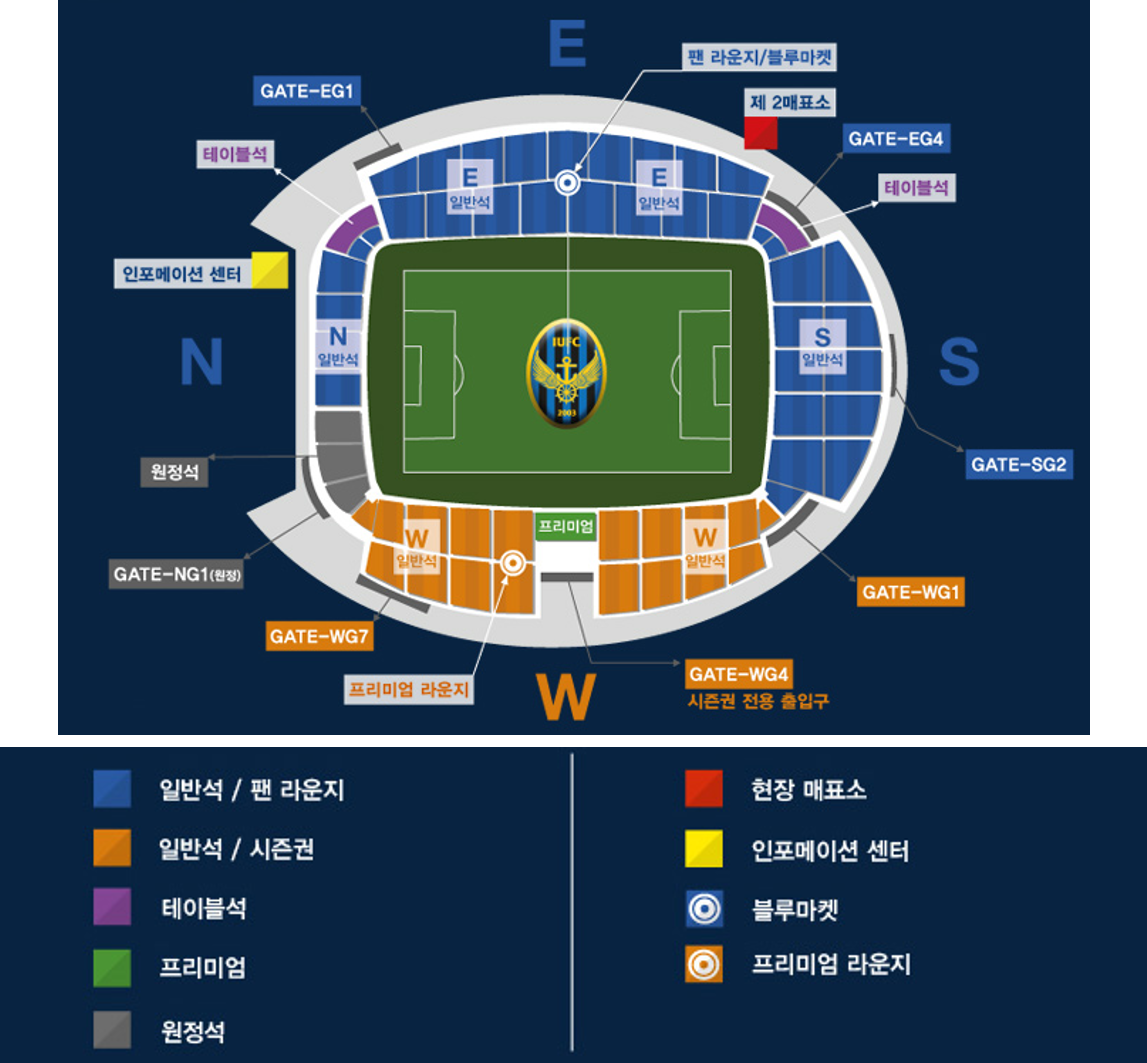 E
팬 라운지/블루마켓
GATE-EG1
제 2매표소
GATE-EG4
테이블석
테이블석
E
일반석
E
일반석
인포메이션 센터
N
N
일반석
IUFC
2003
S
일반석
S
원정석
GATE-SG2
프리미엄
W
일반석
W
일반석
GATE-NG1(원정)
GATE-WG1
GATE-WG7
프리미엄 라운지
W
GATE-WG4
시즌권 전용 출입구
일반석 / 팬 라운지
일반석 / 시즌권
테이블석
프리미엄
원정석
현장 매표소
인포메이션 센터
블루마켓
프리미엄 라운지